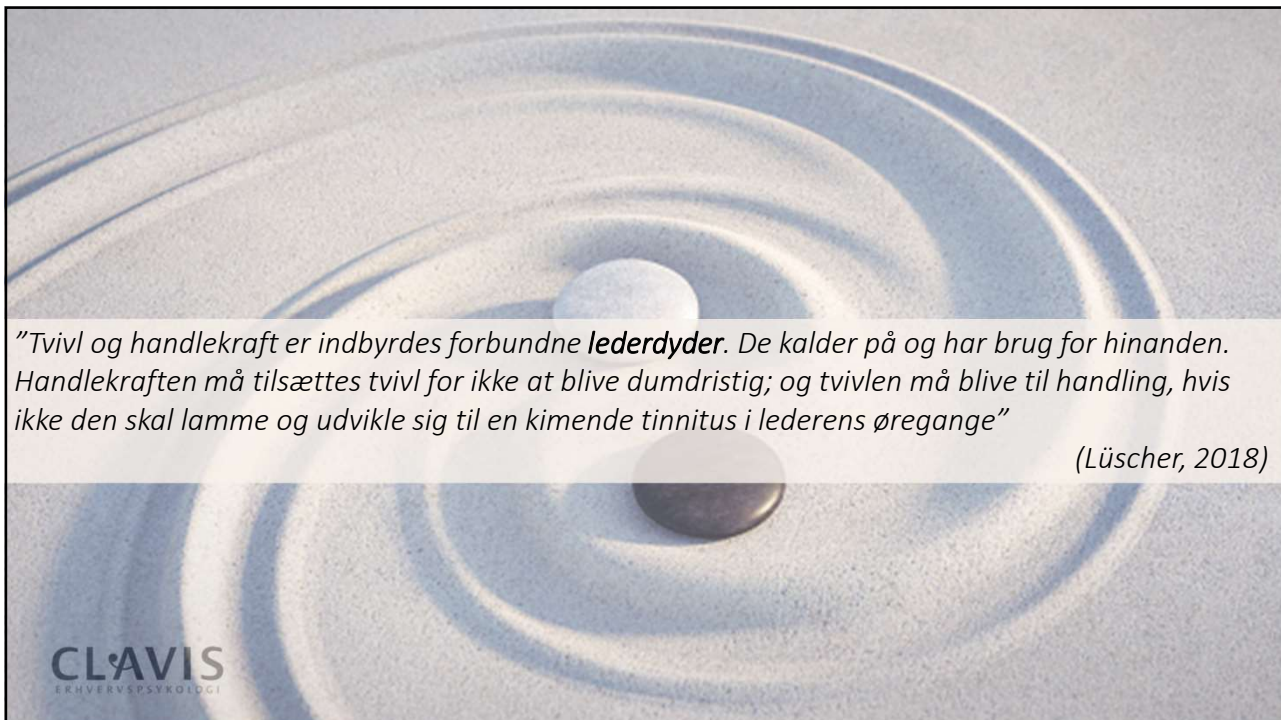 ”Tvivl og handlekraft er indbyrdes forbundne lederdyder. De kalder på og har brug for hinanden.
Handlekraften må tilsættes tvivl for ikke at blive dumdristig; og tvivlen må blive til handling, hvis
ikke den skal lamme og udvikle sig til en kimende tinnitus i lederens øregange”
(Lüscher, 2018)
CLAVIS
ERHVERVSPSYKOLOGI